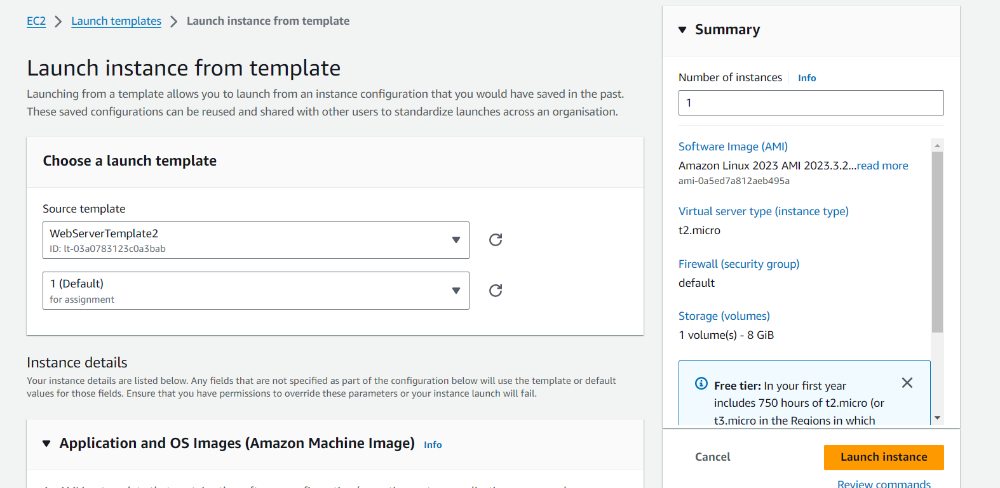 EC2 > Launch templates > Launch instance from template
Launch instance from template
Launching from a template allows you to launch from an instance configuration that you would have saved in the past.
These saved configurations can be reused and shared with other users to standardize launches across an organisation.
Choose a launch template
Source template
WebServerTemplate2
ID: lt-03a0783123c0a3bab
1 (Default)
for assignment
Instance details
Your instance details are listed below. Any fields that are not specified as part of the configuration below will use the template or default
values for those fields. Ensure that you have permissions to override these parameters or your instance launch will fail.
Application and OS Images (Amazon Machine Image) Info
Summary
Number of instances Info
1
Software Image (AMI)
Amazon Linux 2023 AMI 2023.3.2...read more
ami-0a5ed7a812aeb495a
Virtual server type (instance type)
t2.micro
Firewall (security group)
default
Storage (volumes)
1 volume(s) - 8 GiB
Free tier: In your first year
includes 750 hours of t2.micro (or
t3.micro in the Regions in which
Cancel
Launch instance
Review commands